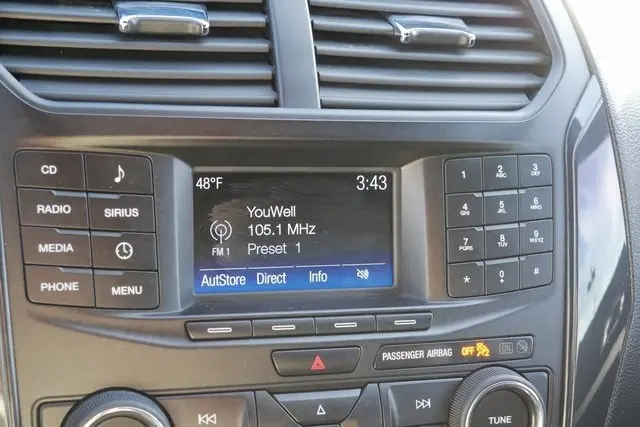 CD
RADIO
SIRIUS
MEDIA
PHONE
MENU
48°F
3:43
YouWell
105.1 MHz
Preset 1
FM 1
AutStore Direct Info
1
2 ABC
3 DEF
4 GHI
5 JKL
6 MNO
7 PQRS
8 TUV
9 WXYZ
*
0 +
#
PASSENGER AIRBAG OFF ON
TUNE